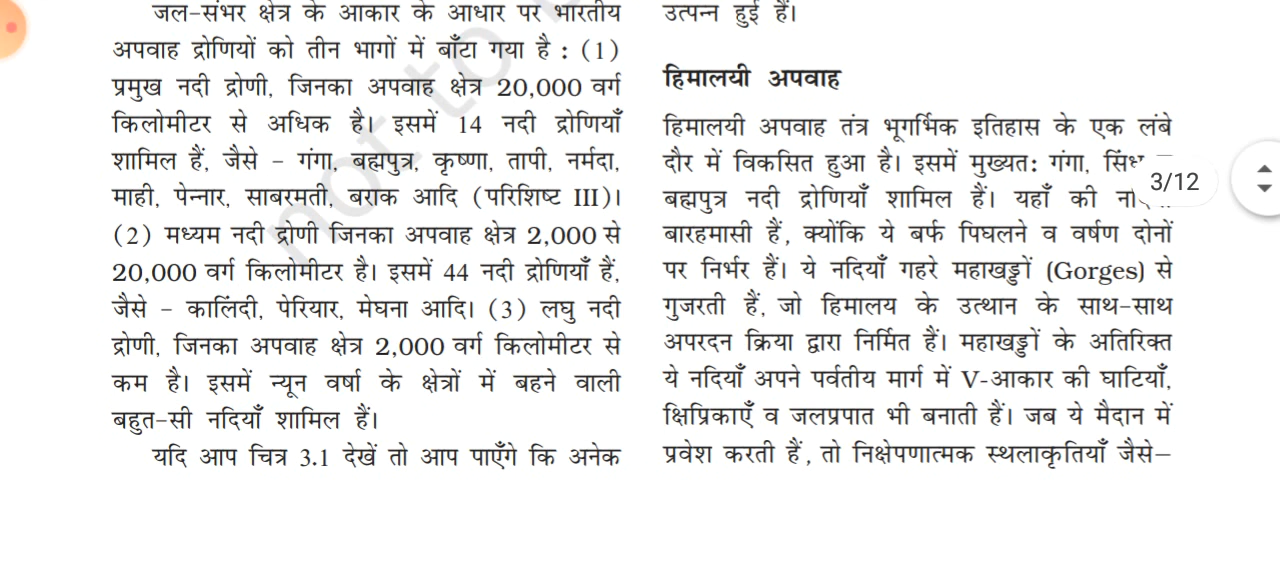 जल-संभर क्षेत्र के आकार के आधार पर भारतीय
अपवाह द्रोणियों को तीन भागों में बाँटा गया है : (1)
प्रमुख नदी द्रोणी, जिनका अपवाह क्षेत्र 20,000 वर्ग
किलोमीटर से अधिक है। इसमें 14 नदी द्रोणियाँ
शामिल हैं, जैसे – गंगा, बह्मपुत्र, कृष्णा, तापी, नर्मदा,
माही, पेन्नार, साबरमती, बराक आदि (परिशिष्ट III)।
(2) मध्यम नदी द्रोणी जिनका अपवाह क्षेत्र 2,000 से
20,000 वर्ग किलोमीटर है। इसमें 44 नदी द्रोणियाँ हैं,
जैसे – कालिंदी, पेरियार, मेघना आदि। (3) लघु नदी
द्रोणी, जिनका अपवाह क्षेत्र 2,000 वर्ग किलोमीटर से
कम है। इसमें न्यून वर्षा के क्षेत्रों में बहने वाली
बहुत-सी नदियाँ शामिल हैं।
यदि आप चित्र 3.1 देखें तो आप पाएँगे कि अनेक
उत्पन्न हुई हैं।
हिमालयी अपवाह
हिमालयी अपवाह तंत्र भूगर्भिक इतिहास के एक लंबे
दौर में विकसित हुआ है। इसमें मुख्यत: गंगा,
ब्रह्मपुत्र नदी द्रोणियाँ शामिल हैं। यहाँ की
बारहमासी हैं, क्योंकि ये बर्फ पिघलने व वर्षण दोनों
पर निर्भर हैं। ये नदियाँ गहरे महाखड्डों (Gorges) से
गुजरती हैं, जो हिमालय के उत्थान के साथ-साथ
अपरदन क्रिया द्वारा निर्मित हैं। महाखड्डों के अतिरिक्त
ये नदियाँ अपने पर्वतीय मार्ग में V-आकार की घाटियाँ,
क्षिप्रिकाएँ व जलप्रपात भी बनाती हैं। जब ये मैदान में
प्रवेश करती हैं, तो निक्षेपणात्मक स्थलाकृतियाँ जैसे–
3/12
not to